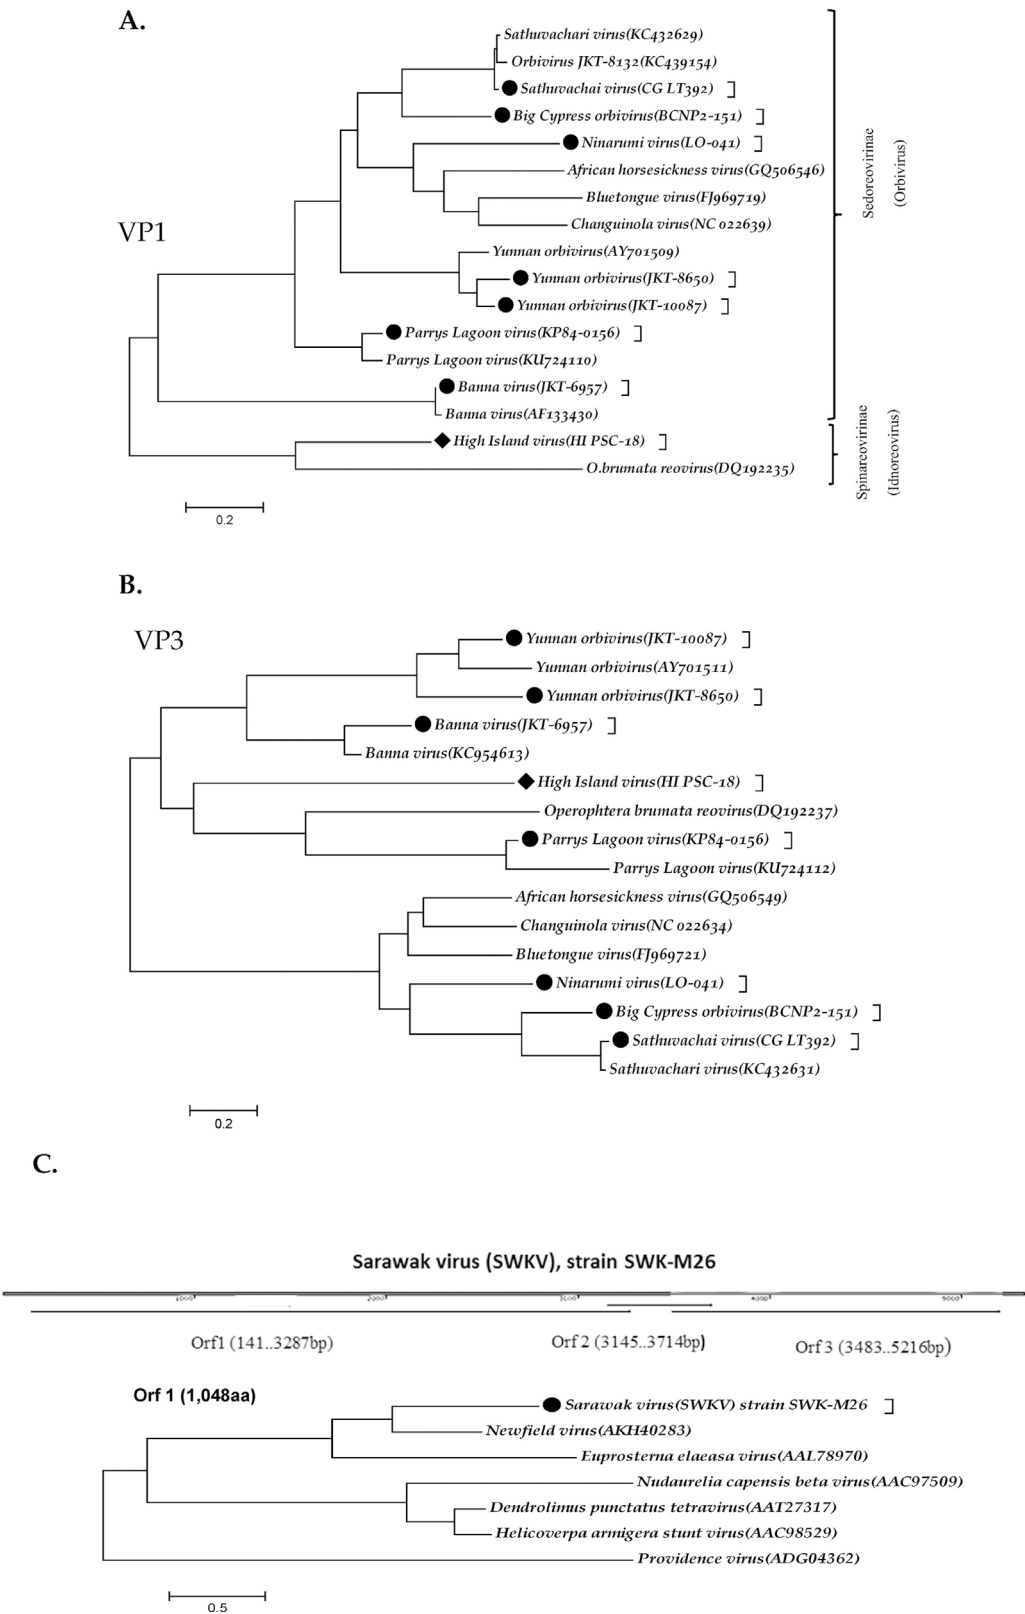 A.
VP1
Sathuvachari virus(KC432629)
Orbivirus JKT-8132(KC439154)
Sathuvachai virus(CG LT392)
Big Cypress orbivirus(BCNP2-151)
Ninarumi virus(LO-041)
African horsesickness virus(GQ506546)
Bluetongue virus(FJ969719)
Changuinola virus(NC 022639)
Yunnan orbivirus(AY701509)
Yunnan orbivirus(JKT-8650)
Yunnan orbivirus(JKT-10087)
Parrys Lagoon virus(KP84-0156)
Parrys Lagoon virus(KU724110)
Banna virus(JKT-6957)
Banna virus(AF133430)
High Island virus(HI PSC-18)
O.brumata reovirus(DQ192235)
Sedoreovirinae
(Orbivirus)
Spinareovirinae
(Idnoreovirus)
0.2
B.
VP3
Yunnan orbivirus(JKT-10087)
Yunnan orbivirus(AY701511)
Yunnan orbivirus(JKT-8650)
Banna virus(JKT-6957)
Banna virus(KC954613)
High Island virus(HI PSC-18)
Operophtera brumata reovirus(DQ192237)
Parrys Lagoon virus(KP84-0156)
Parrys Lagoon virus(KU724112)
African horsesickness virus(GQ506549)
Changuinola virus(NC 022634)
Bluetongue virus(FJ969721)
Ninarumi virus(LO-041)
Big Cypress orbivirus(BCNP2-151)
Sathuvachai virus(CG LT392)
Sathuvachari virus(KC432631)
0.2
C.
Sarawak virus (SWKV), strain SWK-M26
1000 2000 3000 4000 5000
Orf1 (141..3287bp) Orf 2 (3145..3714bp) Orf 3 (3483..5216bp)
Orf 1 (1,048aa)
Sarawak virus(SWKV) strain SWK-M26
Newfield virus(AKH40283)
Euprosterna elaeasa virus(AAL78970)
Nudaurelia capensis beta virus(AAC97509)
Dendrolimus punctatus tetravirus(AAT27317)
Helicoverpa armigera stunt virus(AAC98529)
Providence virus(ADG04362)
0.5